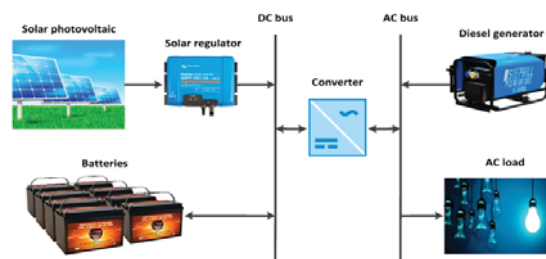 Solar photovoltaic
Solar regulator
DC bus
AC bus
Diesel generator
Converter
Batteries
AC load